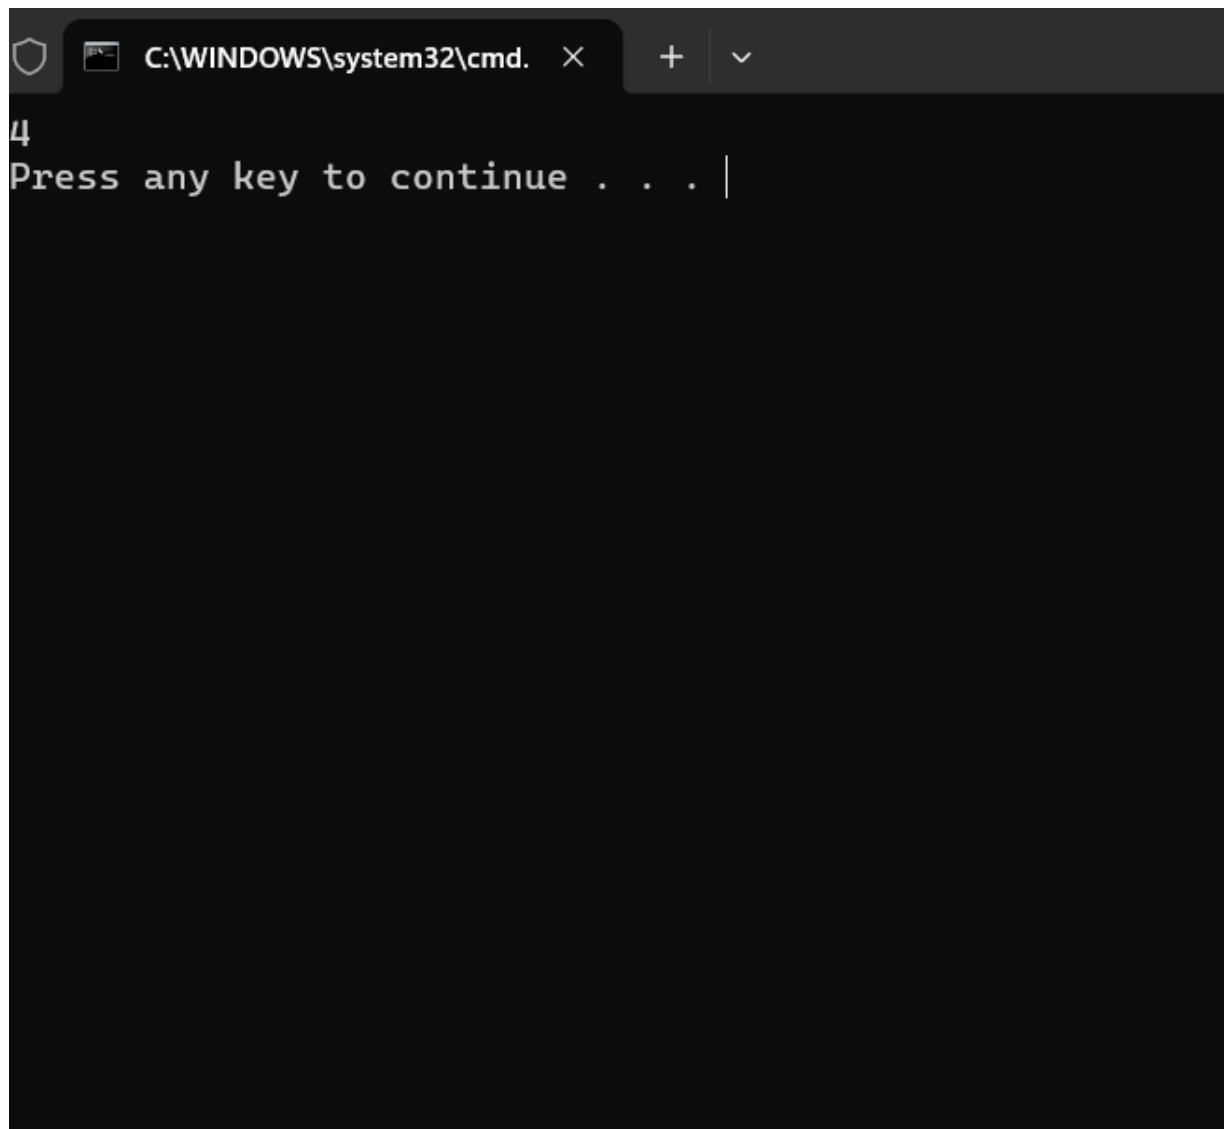 C:\WINDOWS\system32\cmd.
4
Press any key to continue . . .